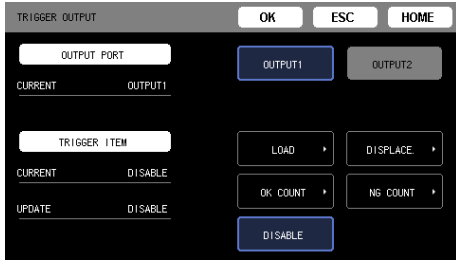 TRIGGER OUTPUT OK ESC HOME
OUTPUT PORT OUTPUT1 OUTPUT2
CURRENT OUTPUT1
TRIGGER ITEM LOAD DISPLACE.
CURRENT DISABLE
OK COUNT NG COUNT
UPDATE DISABLE
DISABLE